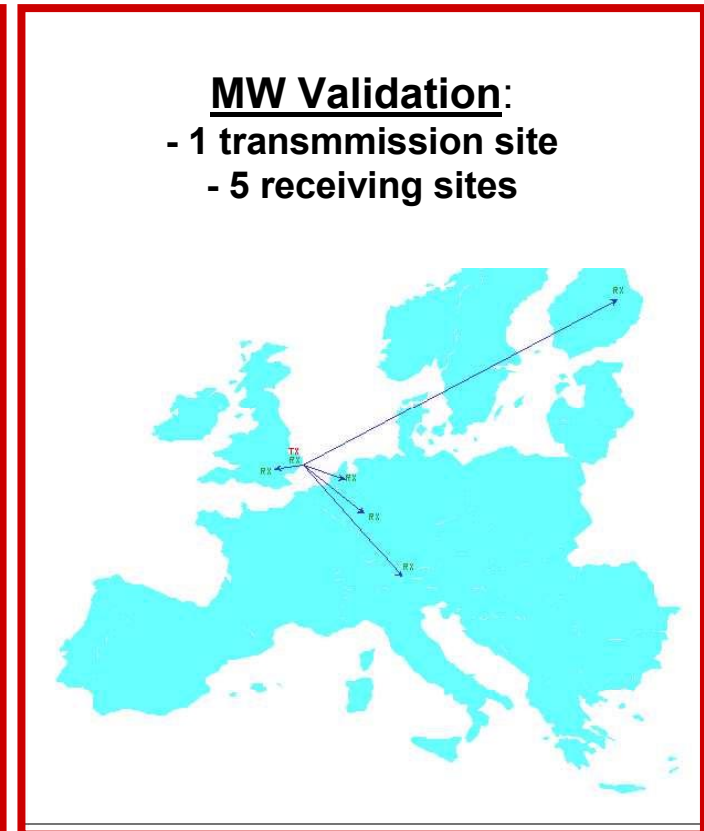 MW Validation:
- 1 transmmission site
- 5 receiving sites
RX
TX
RX
RX
RX
RX
RX